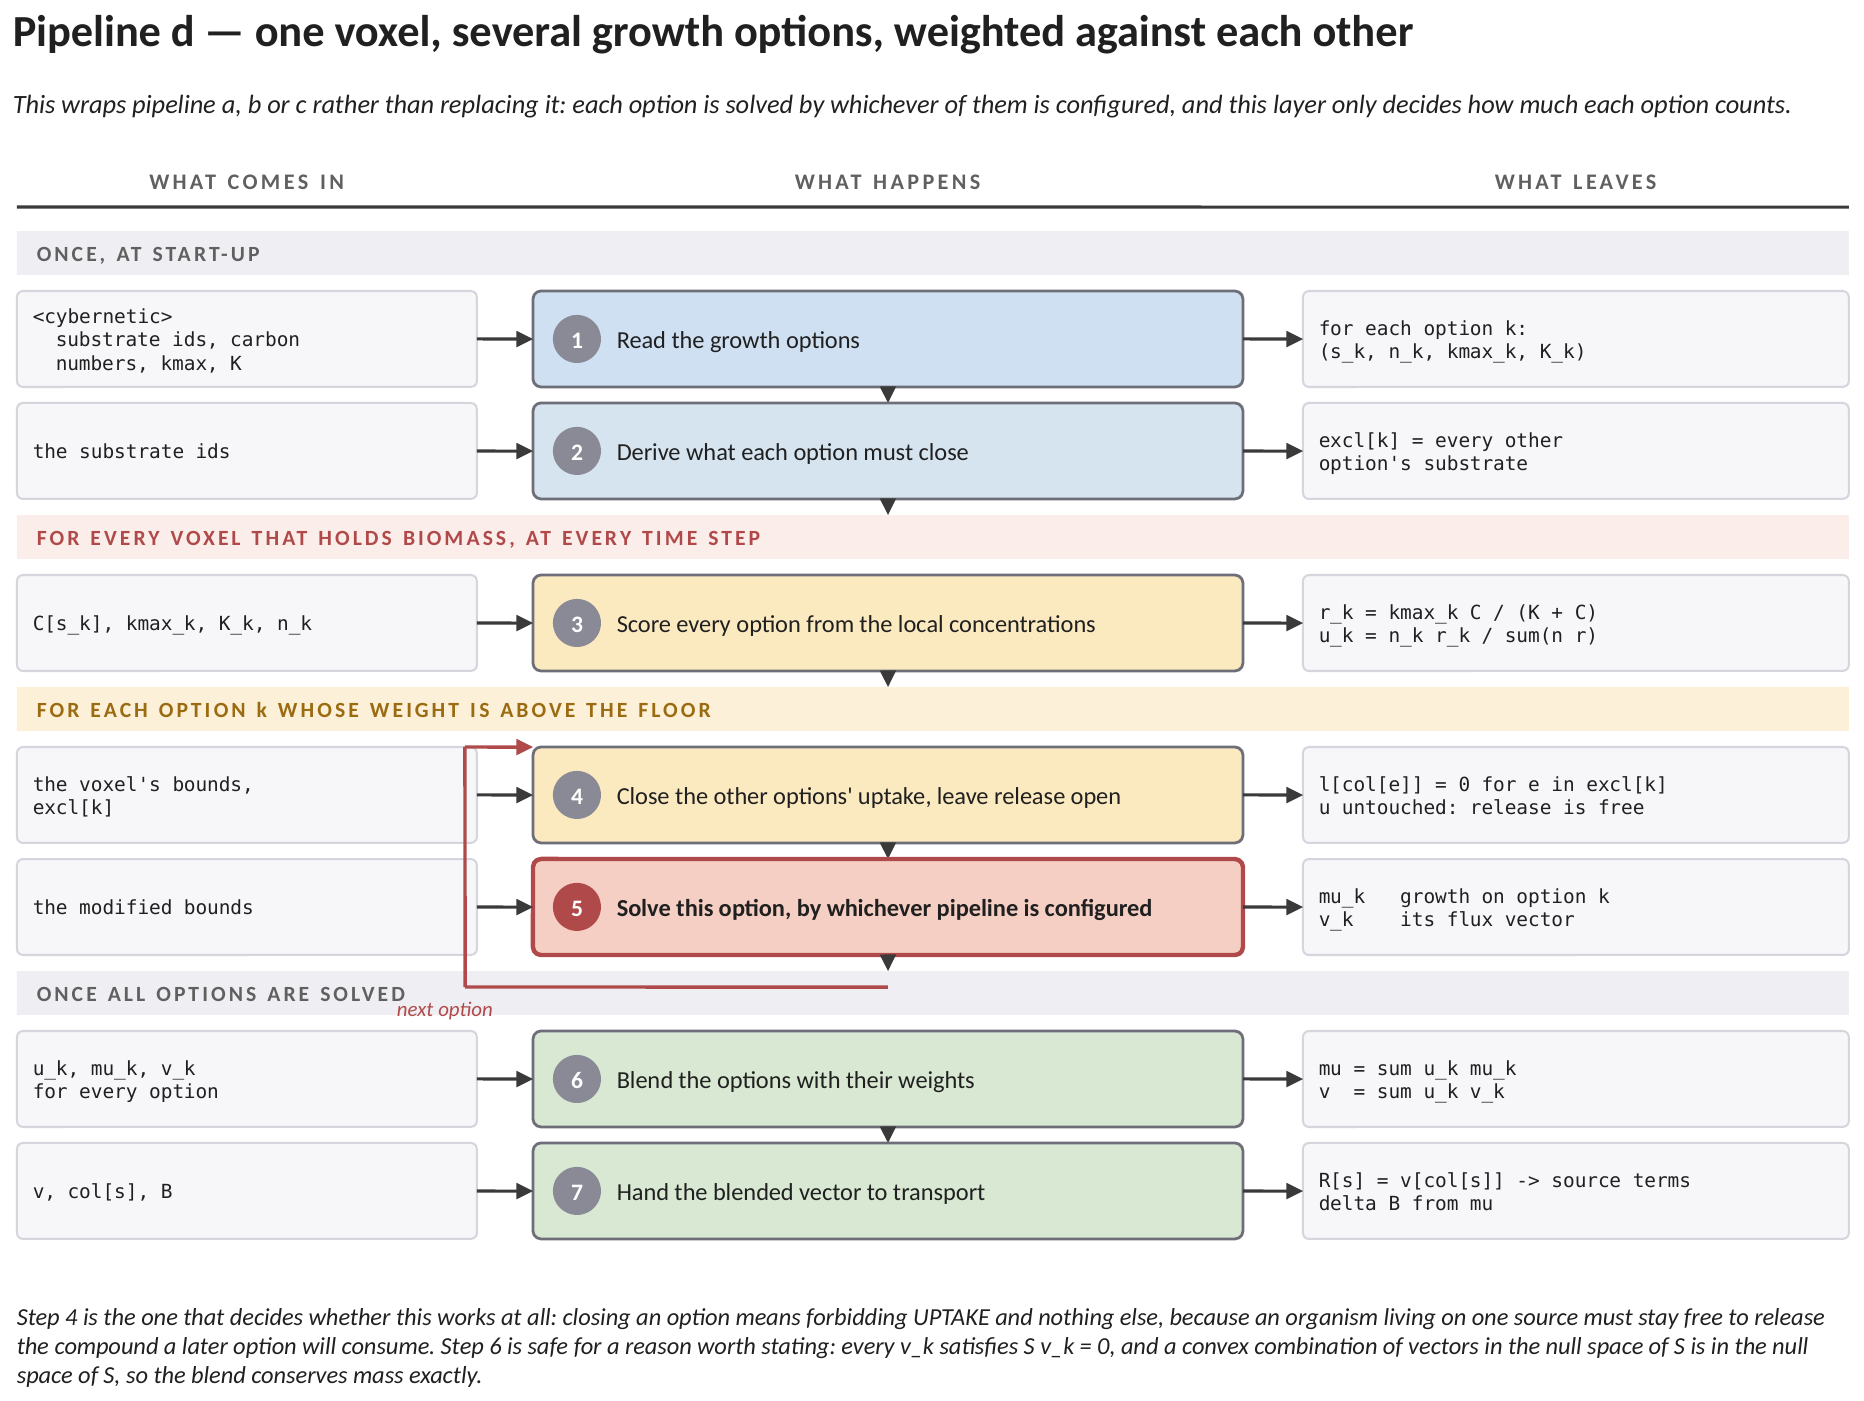 Pipeline d — one voxel, several growth options, weighted against each other
This wraps pipeline a, b or c rather than replacing it: each option is solved by whichever of them is configured, and this layer only decides how much each option counts.
WHAT COMES IN
WHAT HAPPENS
WHAT LEAVES
ONCE, AT START-UP
<cybernetic>
substrate ids, carbon
numbers, kmax, K
1
Read the growth options
for each option k:
(s_k, n_k, kmax_k, K_k)
the substrate ids
2
Derive what each option must close
excl[k] = every other
option's substrate
FOR EVERY VOXEL THAT HOLDS BIOMASS, AT EVERY TIME STEP
C[s_k], kmax_k, K_k, n_k
3
Score every option from the local concentrations
r_k = kmax_k C / (K + C)
u_k = n_k r_k / sum(n r)
FOR EACH OPTION k WHOSE WEIGHT IS ABOVE THE FLOOR
the voxel's bounds,
excl[k]
4
Close the other options' uptake, leave release open
l[col[e]] = 0 for e in excl[k]
u untouched: release is free
the modified bounds
5
Solve this option, by whichever pipeline is configured
mu_k   growth on option k
v_k    its flux vector
ONCE ALL OPTIONS ARE SOLVED
next option
u_k, mu_k, v_k
for every option
6
Blend the options with their weights
mu = sum u_k mu_k
v  = sum u_k v_k
v, col[s], B
7
Hand the blended vector to transport
R[s] = v[col[s]] -> source terms
delta B from mu
Step 4 is the one that decides whether this works at all: closing an option means forbidding UPTAKE and nothing else, because an organism living on one source must stay free to release
the compound a later option will consume. Step 6 is safe for a reason worth stating: every v_k satisfies S v_k = 0, and a convex combination of vectors in the null space of S is in the null
space of S, so the blend conserves mass exactly.